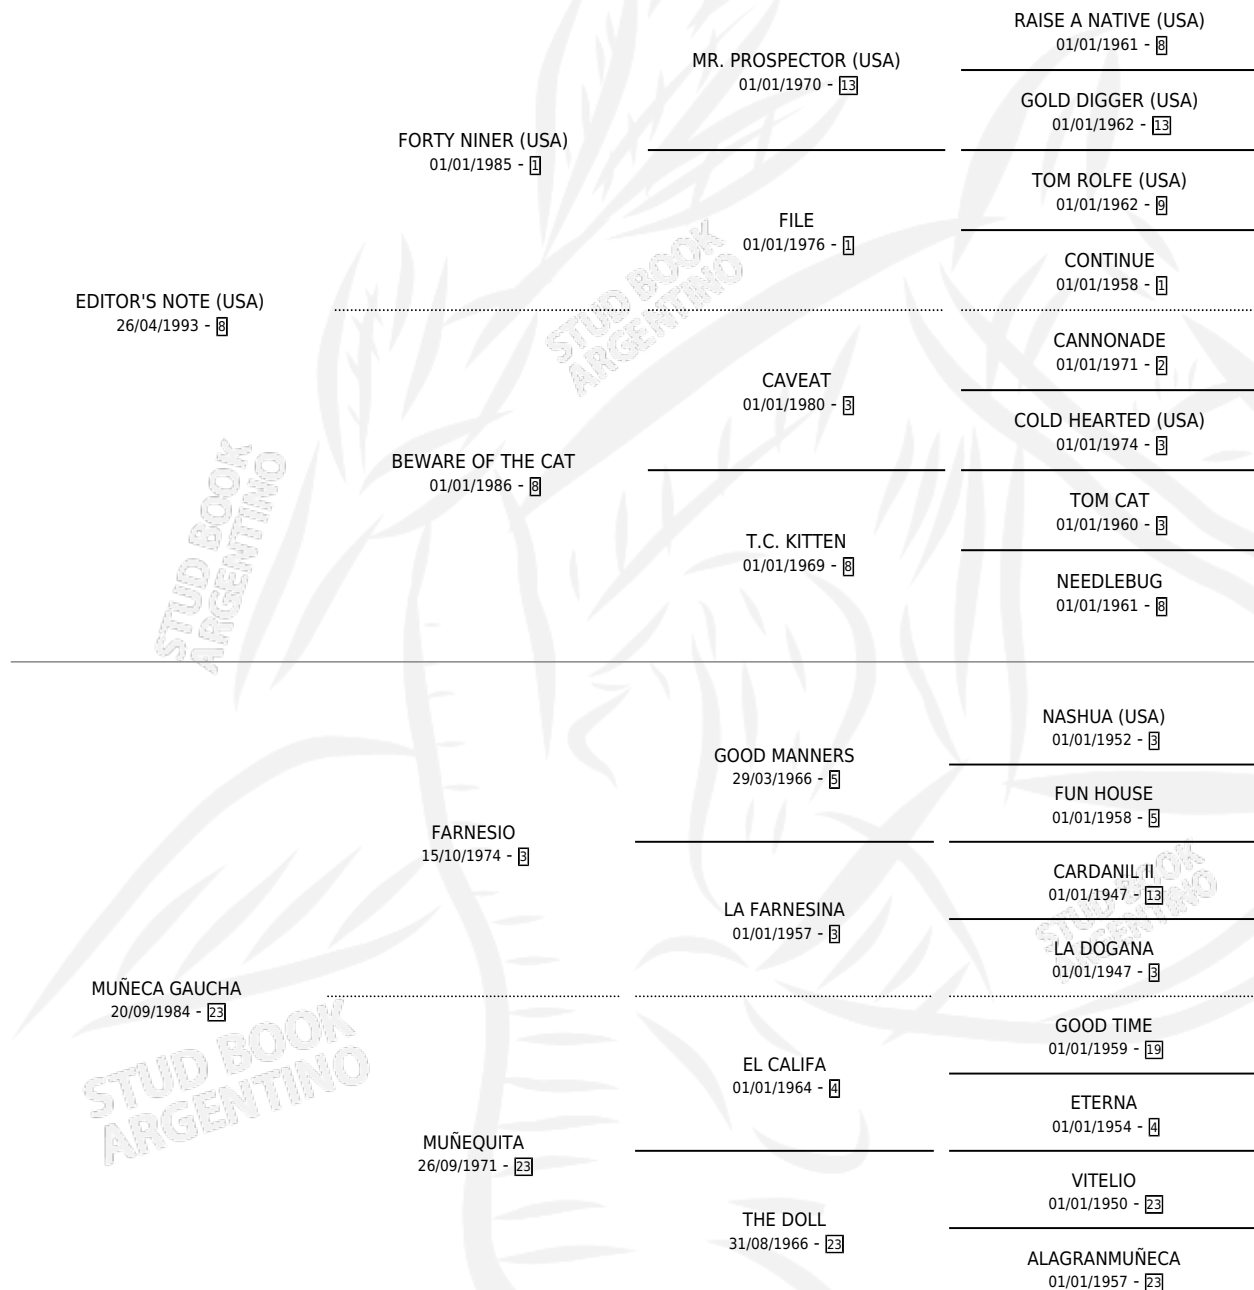 RAISE A NATIVE (USA)
01/01/1961 - 8
MR. PROSPECTOR (USA)
01/01/1970 - 13
GOLD DIGGER (USA)
01/01/1962 - 13
FORTY NINER (USA)
01/01/1985 - 1
TOM ROLFE (USA)
01/01/1962 - 9
FILE
01/01/1976 - 1
CONTINUE
01/01/1958 - 1
EDITOR'S NOTE (USA)
26/04/1993 - 8
CANNONADE
01/01/1971 - 2
CAVEAT
01/01/1980 - 3
COLD HEARTED (USA)
01/01/1974 - 3
BEWARE OF THE CAT
01/01/1986 - 8
TOM CAT
01/01/1960 - 3
T.C. KITTEN
01/01/1969 - 8
NEEDLEBUG
01/01/1961 - 8
STUD BOOK
ARGENTINO
STUD BOOK
ARGENTINO
NASHUA (USA)
01/01/1952 - 3
GOOD MANNERS
29/03/1966 - 5
FUN HOUSE
01/01/1958 - 5
FARNESIO
15/10/1974 - 3
CARDANIL II
01/01/1947 - 13
LA FARNESINA
01/01/1957 - 3
LA DOGANA
01/01/1947 - 3
STUD BOOK
ARGENTINO
MUÑECA GAUCHA
20/09/1984 - 23
GOOD TIME
01/01/1959 - 19
EL CALIFA
01/01/1964 - 4
ETERNA
01/01/1954 - 4
MUÑEQUITA
26/09/1971 - 23
VITELIO
01/01/1950 - 23
THE DOLL
31/08/1966 - 23
ALAGRANMUÑECA
01/01/1957 - 23
STUD BOOK
ARGENTINO